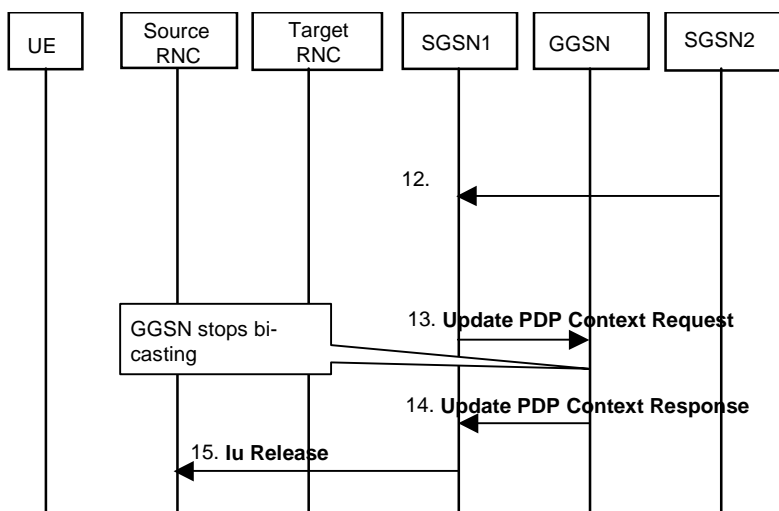 UE
Source
RNC
Target
RNC
SGSN1
GGSN
SGSN2
12.
GGSN stops bi-
casting
13. Update PDP Context Request
14. Update PDP Context Response
15. Iu Release